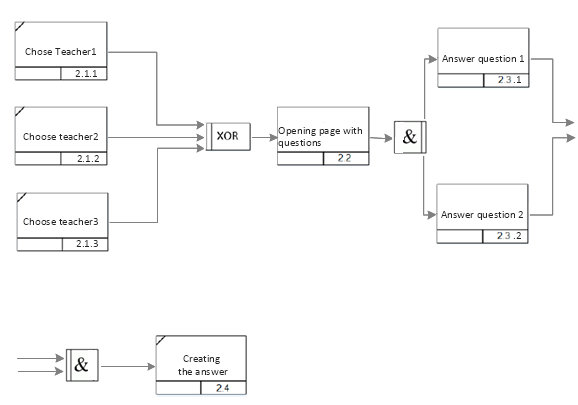 Chose Teacher1
2.1.1
Choose teacher2
2.1.2
Choose teacher3
2.1.3
XOR
Opening page with
questions
2.2
&
Answer question 1
2.3.1
Answer question 2
2.3.2
&
Creating
the answer
2.4